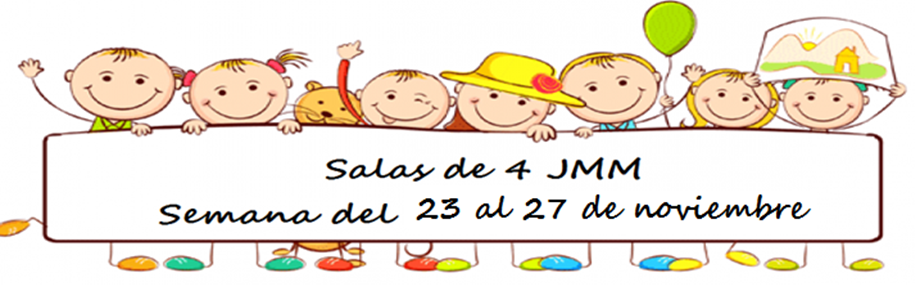 Salas de 4 JMM
Semana del 23 al 27 de noviembre